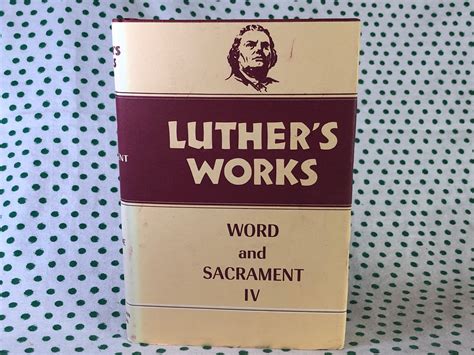 LUTHER'S
WORKS
WORD
and
SACRAMENT
IV